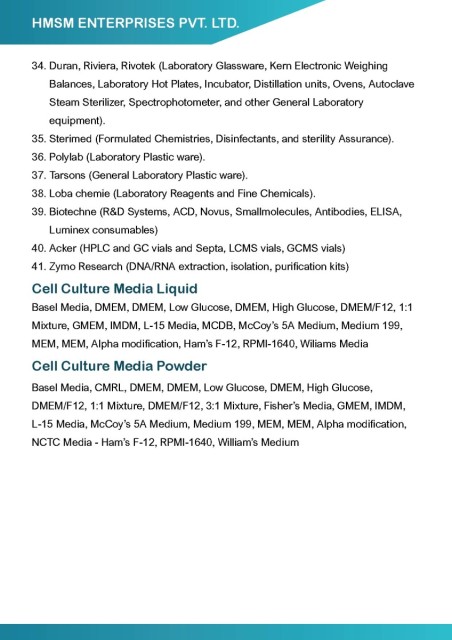 HMSM ENTERPRISES PVT. LTD.
34. Duran, Riviera, Rivotek (Laboratory Glassware, Kern Electronic Weighing
Balances, Laboratory Hot Plates, Incubator, Distillation units, Ovens, Autoclave
Steam Sterilizer, Spectrophotometer, and other General Laboratory
equipment).
35. Sterimed (Formulated Chemistries, Disinfectants, and sterility Assurance).
36. Polylab (Laboratory Plastic ware).
37. Tarsons (General Laboratory Plastic ware).
38. Loba chemie (Laboratory Reagents and Fine Chemicals).
39. Biotechne (R&D Systems, ACD, Novus, Smallmolecules, Antibodies, ELISA,
Luminex consumables)
40. Acker (HPLC and GC vials and Septa, LCMS vials, GCMS vials)
41. Zymo Research (DNA/RNA extraction, isolation, purification kits)
Cell Culture Media Liquid
Basel Media, DMEM, DMEM, Low Glucose, DMEM, High Glucose, DMEM/F12, 1:1
Mixture, GMEM, IMDM, L-15 Media, MCDB, McCoy's 5A Medium, Medium 199,
MEM, MEM, Alpha modification, Ham's F-12, RPMI-1640, Wiliams Media
Cell Culture Media Powder
Basel Media, CMRL, DMEM, DMEM, Low Glucose, DMEM, High Glucose,
DMEM/F12, 1:1 Mixture, DMEM/F12, 3:1 Mixture, Fisher's Media, GMEM, IMDM,
L-15 Media, McCoy's 5A Medium, Medium 199, MEM, MEM, Alpha modification,
NCTC Media - Ham's F-12, RPMI-1640, William's Medium